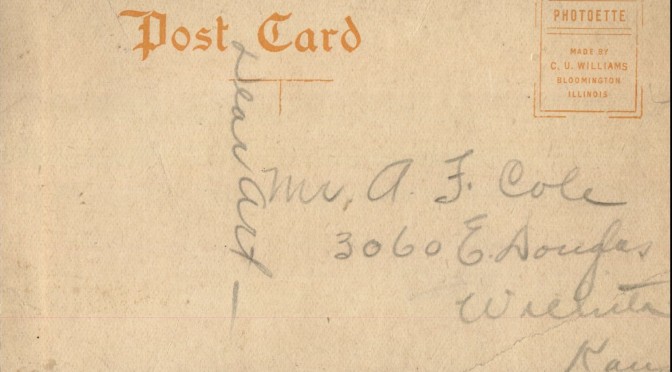 Post Card
PHOTOETTE
MADE BY
C. U. WILLIAMS
BLOOMINGTON
ILLINOIS
Dear Art —
Mr. A. F. Cole
3060 E. Douglas
Wichita
Kan